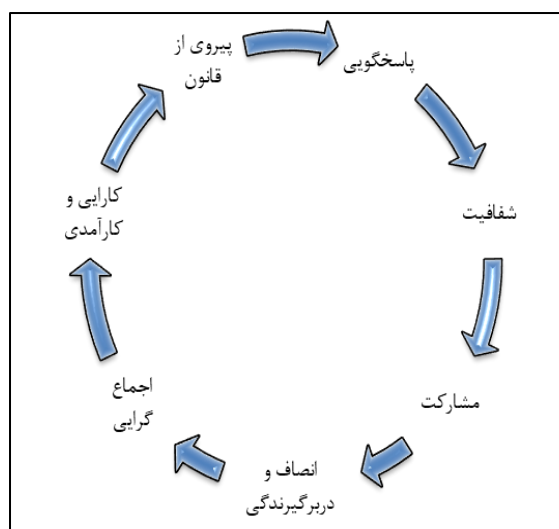 پیروی از
قانون
پاسخگویی
شفافیت
مشارکت
انصاف و
دربرگیرندگی
اجماع
گرایی
کارایی و
کارآمدی